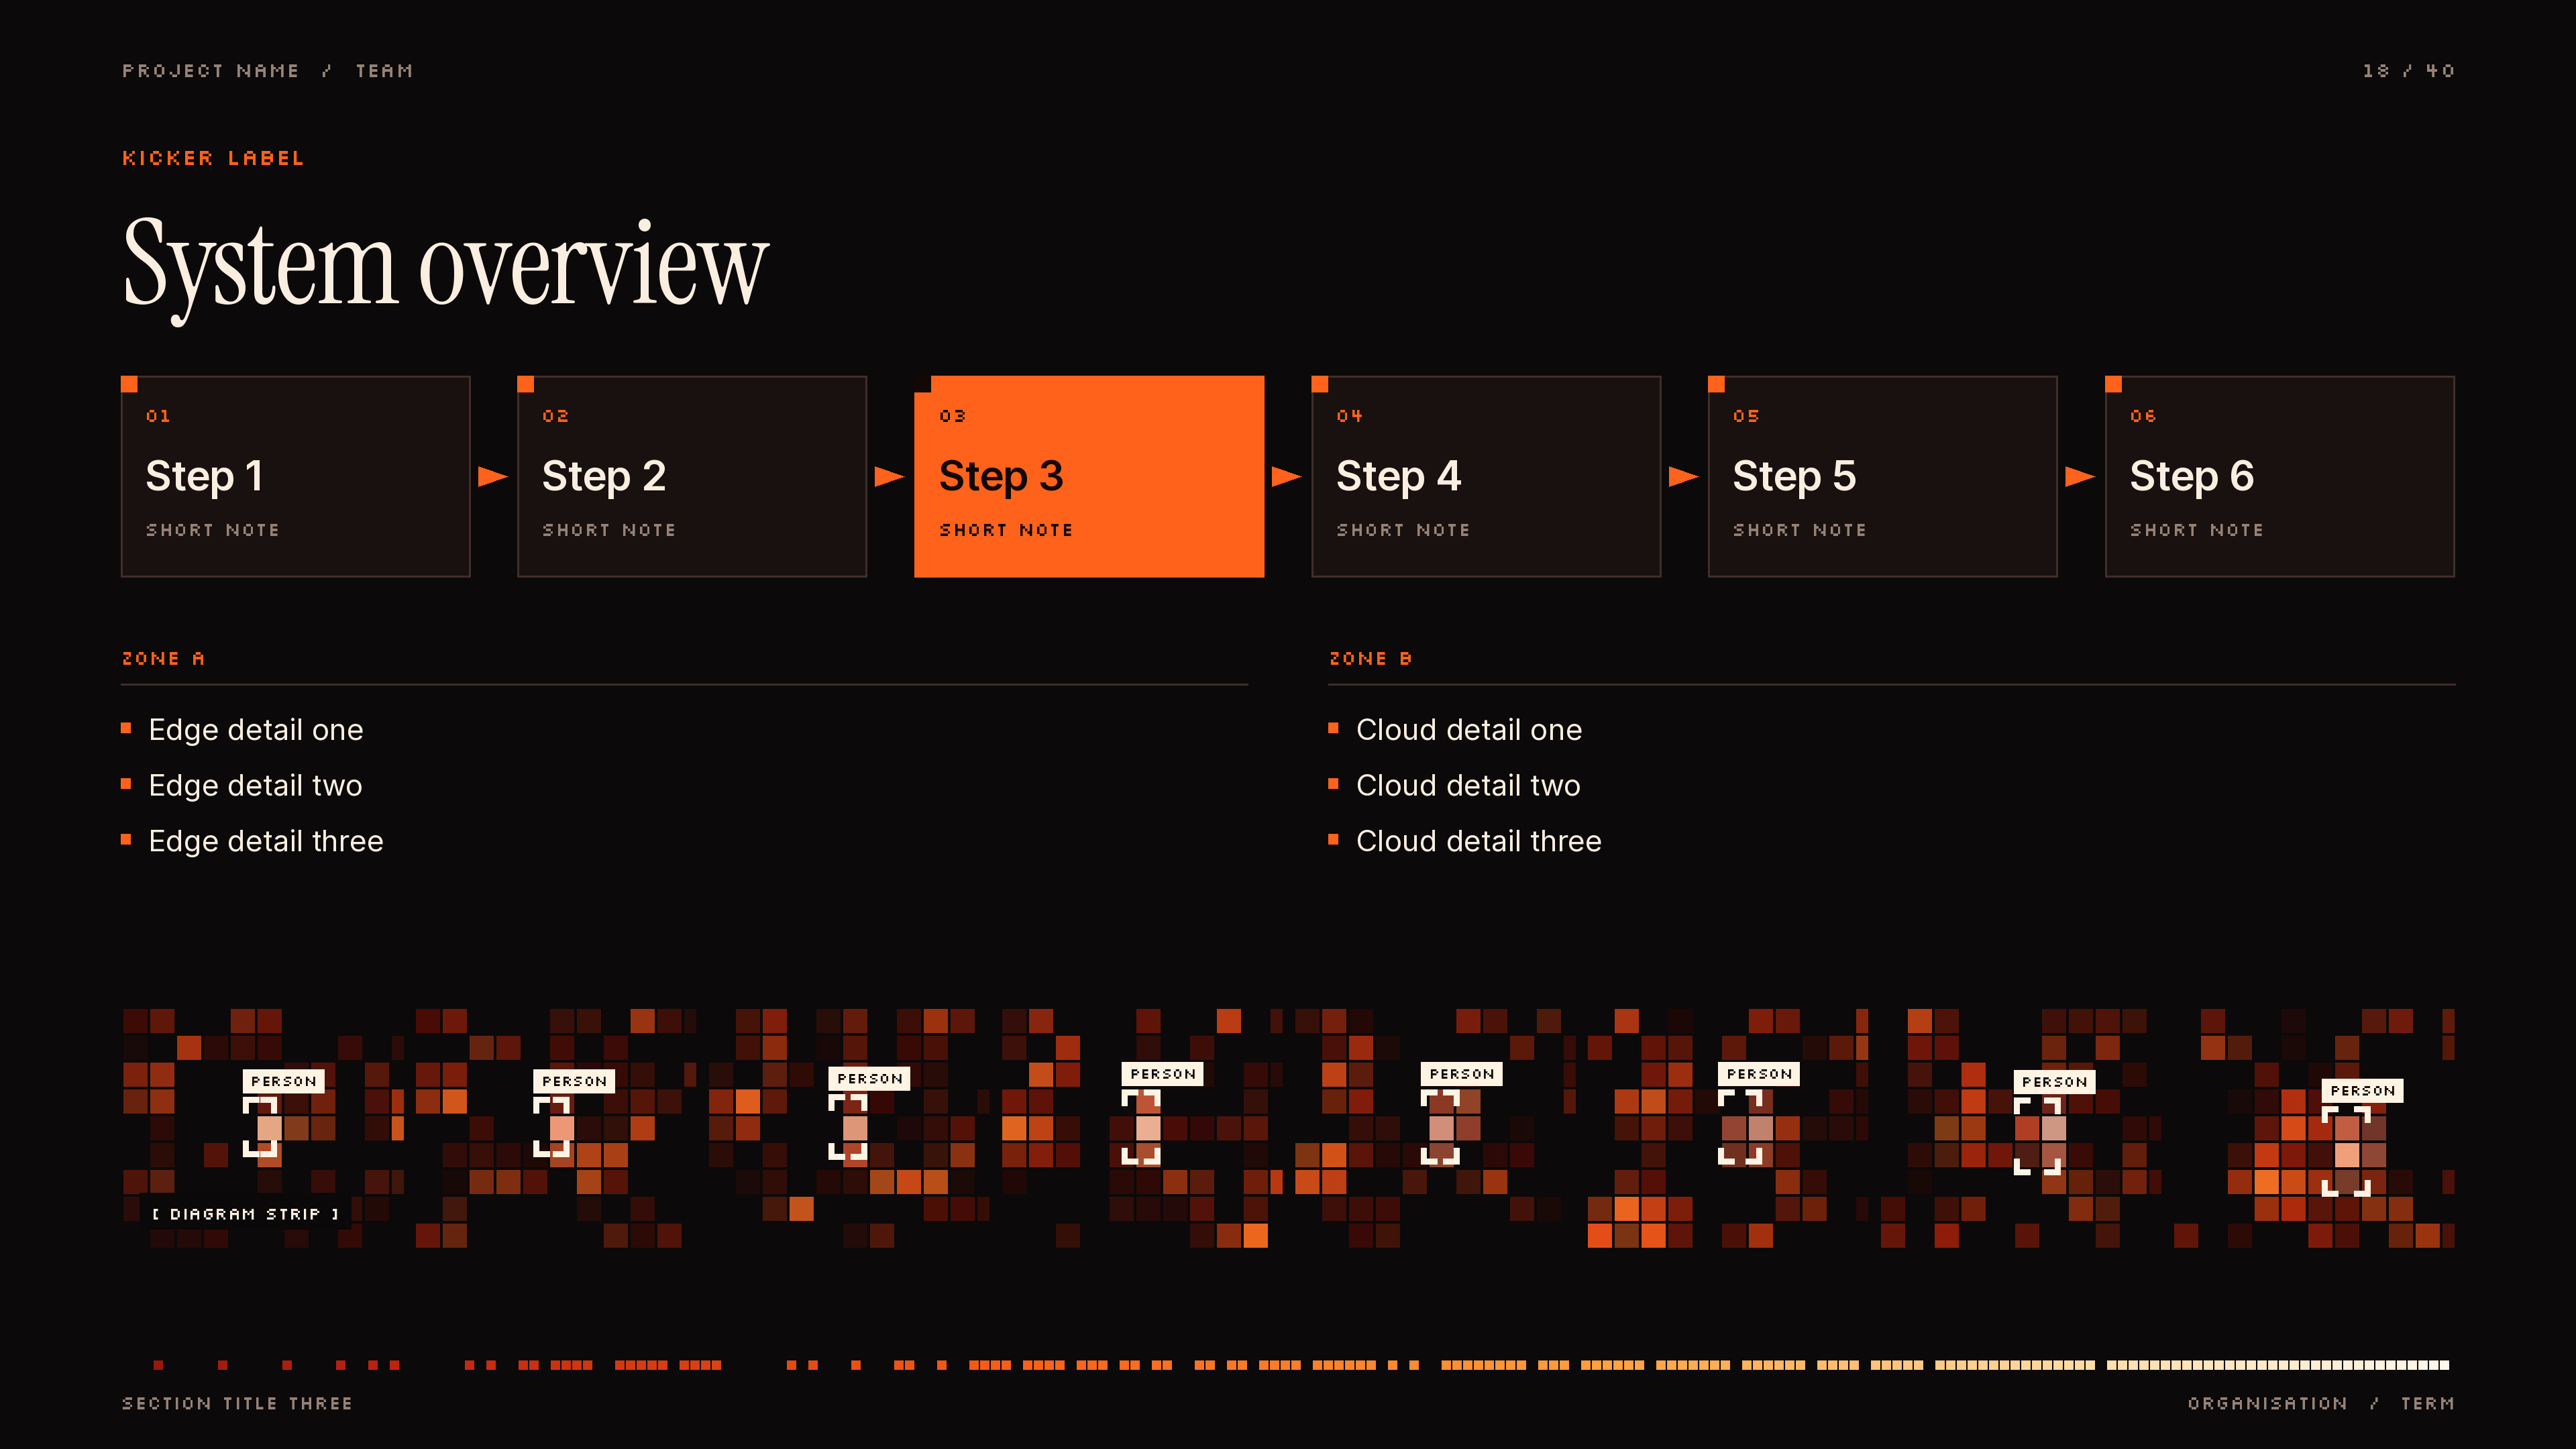 PROJECT NAME / TEAM
18 / 40
KICKER LABEL
System overview
01
Step 1
SHORT NOTE
02
Step 2
SHORT NOTE
03
Step 3
SHORT NOTE
04
Step 4
SHORT NOTE
05
Step 5
SHORT NOTE
06
Step 6
SHORT NOTE
ZONE A
Edge detail one
Edge detail two
Edge detail three
ZONE B
Cloud detail one
Cloud detail two
Cloud detail three
PERSON
PERSON
PERSON
PERSON
PERSON
PERSON
PERSON
PERSON
[ DIAGRAM STRIP ]
SECTION TITLE THREE
ORGANISATION / TERM